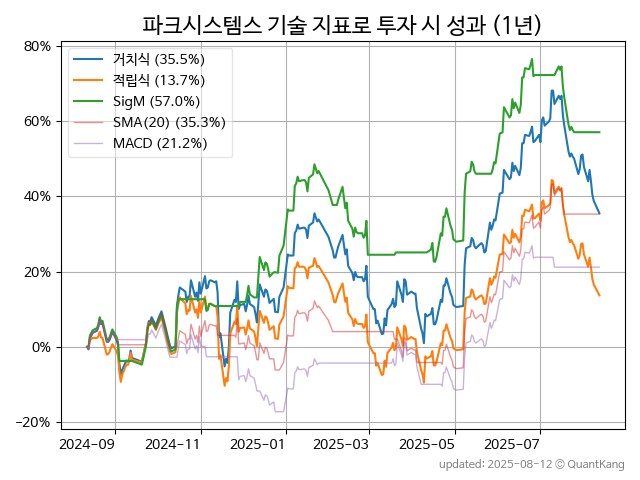 파크시스템스 기술 지표로 투자 시 성과 (1년)
80%
60%
40%
20%
0%
−20%
거치식 (35.5%)
적립식 (13.7%)
SigM (57.0%)
SMA(20) (35.3%)
MACD (21.2%)
2024-09 2024-11 2025-01 2025-03 2025-05 2025-07
updated: 2025-08-12 © QuantKang